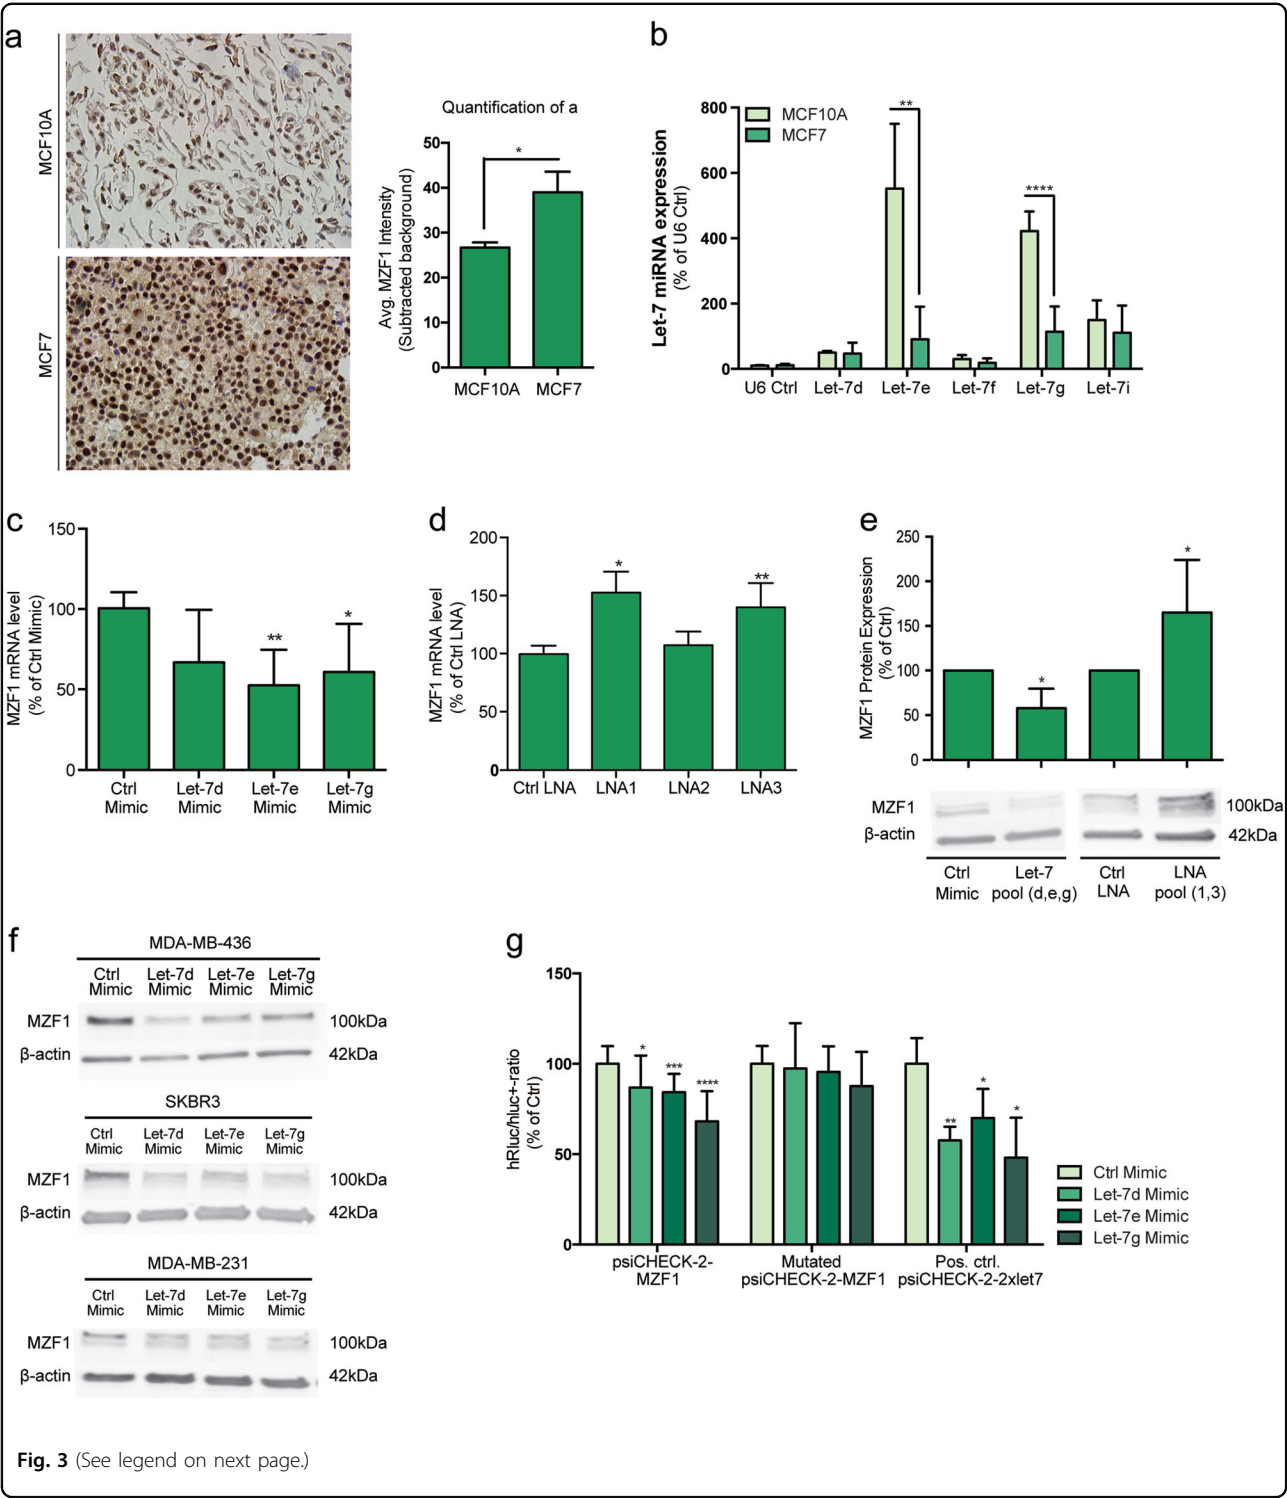 a
MCF10A
MCF7
Quantification of a
Avg. MZF1 Intensity
(Subtracted background)
50
40
30
20
10
0
*
MCF10A
MCF7
b
Let-7 miRNA expression
(% of U6 Ctrl)
800
600
400
200
0
MCF10A
MCF7
**
****
U6 Ctrl
Let-7d
Let-7e
Let-7f
Let-7g
Let-7i
c
MZF1 mRNA level
(% of Ctrl Mimic)
150
100
50
0
**
*
Ctrl
Mimic
Let-7d
Mimic
Let-7e
Mimic
Let-7g
Mimic
d
MZF1 mRNA level
(% of Ctrl LNA)
200
150
100
50
0
*
**
Ctrl LNA
LNA1
LNA2
LNA3
e
MZF1 Protein Expression
(% of Ctrl)
250
200
150
100
50
0
*
*
MZF1
100kDa
β-actin
42kDa
Ctrl
Mimic
Let-7
pool (d,e,g)
Ctrl
LNA
LNA
pool (1,3)
f
MDA-MB-436
Ctrl
Mimic
Let-7d
Mimic
Let-7e
Mimic
Let-7g
Mimic
MZF1
100kDa
β-actin
42kDa
SKBR3
Ctrl
Mimic
Let-7d
Mimic
Let-7e
Mimic
Let-7g
Mimic
MZF1
100kDa
β-actin
42kDa
MDA-MB-231
Ctrl
Mimic
Let-7d
Mimic
Let-7e
Mimic
Let-7g
Mimic
MZF1
100kDa
β-actin
42kDa
g
hRluc/hluc+-ratio
(% of Ctrl)
150
100
50
0
*
***
****
**
*
*
psiCHECK-2-
MZF1
Mutated
psiCHECK-2-MZF1
Pos. ctrl.
psiCHECK-2-2xlet7
Ctrl Mimic
Let-7d Mimic
Let-7e Mimic
Let-7g Mimic
Fig. 3 (See legend on next page.)